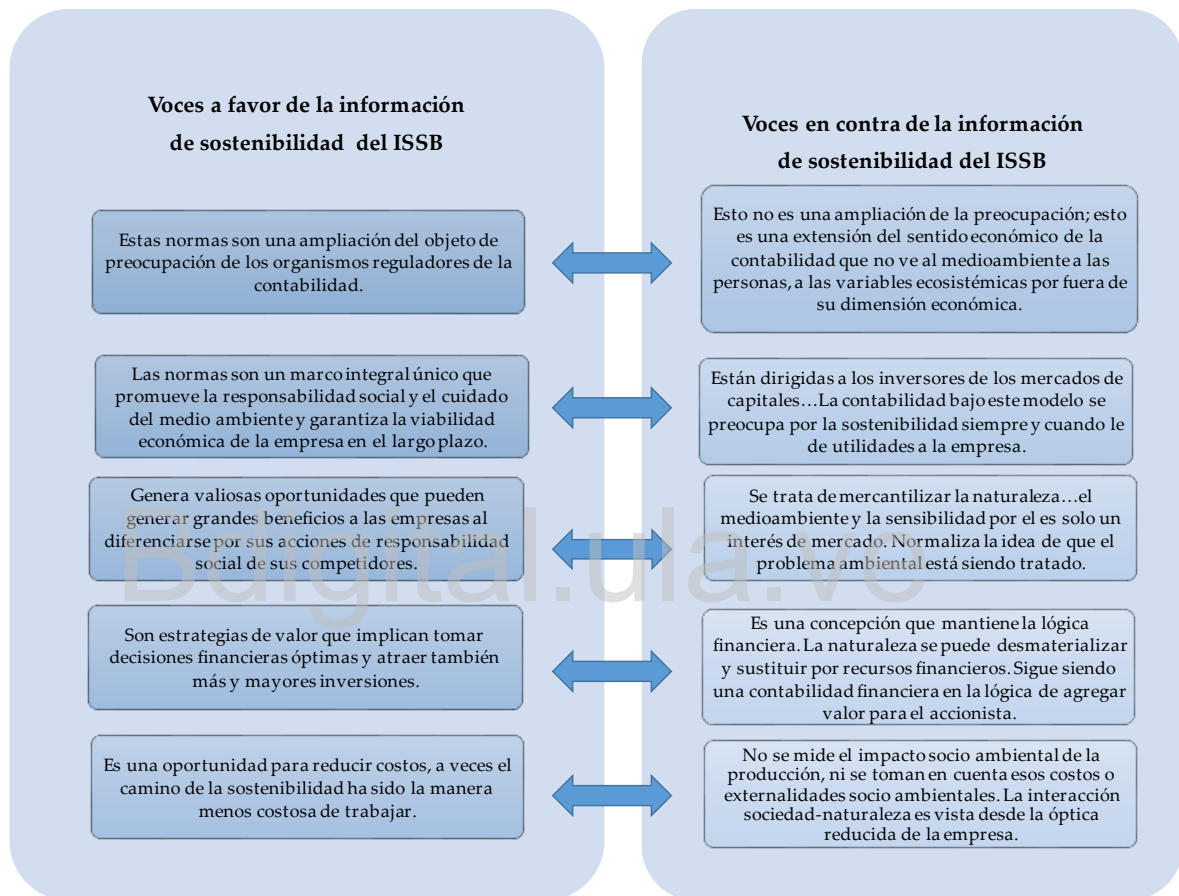 Voces a favor de la información
de sostenibilidad del ISSB
Estas normas son una ampliación del objeto de
preocupación de los organismos reguladores de la
contabilidad.
Las normas son un marco integral único que
promueve la responsabilidad social y el cuidado
del medio ambiente y garantiza la viabilidad
económica de la empresa en el largo plazo.
Genera valiosas oportunidades que pueden
generar grandes beneficios a las empresas al
diferenciarse por sus acciones de responsabilidad
social de sus competidores.
Son estrategias de valor que implican tomar
decisiones financieras óptimas y atraer también
más y mayores inversiones.
Es una oportunidad para reducir costos, a veces el
camino de la sostenibilidad ha sido la manera
menos costosa de trabajar.
Voces en contra de la información
de sostenibilidad del ISSB
Esto no es una ampliación de la preocupación; esto
es una extensión del sentido económico de la
contabilidad que no ve al medioambiente a las
personas, a las variables ecosistémicas por fuera de
su dimensión económica.
Están dirigidas a los inversores de los mercados de
capitales…La contabilidad bajo este modelo se
preocupa por la sostenibilidad siempre y cuando le
de utilidades a la empresa.
Se trata de mercantilizar la naturaleza…el
medioambiente y la sensibilidad por el es solo un
interés de mercado. Normaliza la idea de que el
problema ambiental está siendo tratado.
Es una concepción que mantiene la lógica
financiera. La naturaleza se puede desmaterializar
y sustituir por recursos financieros. Sigue siendo
una contabilidad financiera en la lógica de agregar
valor para el accionista.
No se mide el impacto socio ambiental de la
producción, ni se toman en cuenta esos costos o
externalidades socio ambientales. La interacción
sociedad-naturaleza es vista desde la óptica
reducida de la empresa.
Bdigital.ula.ve